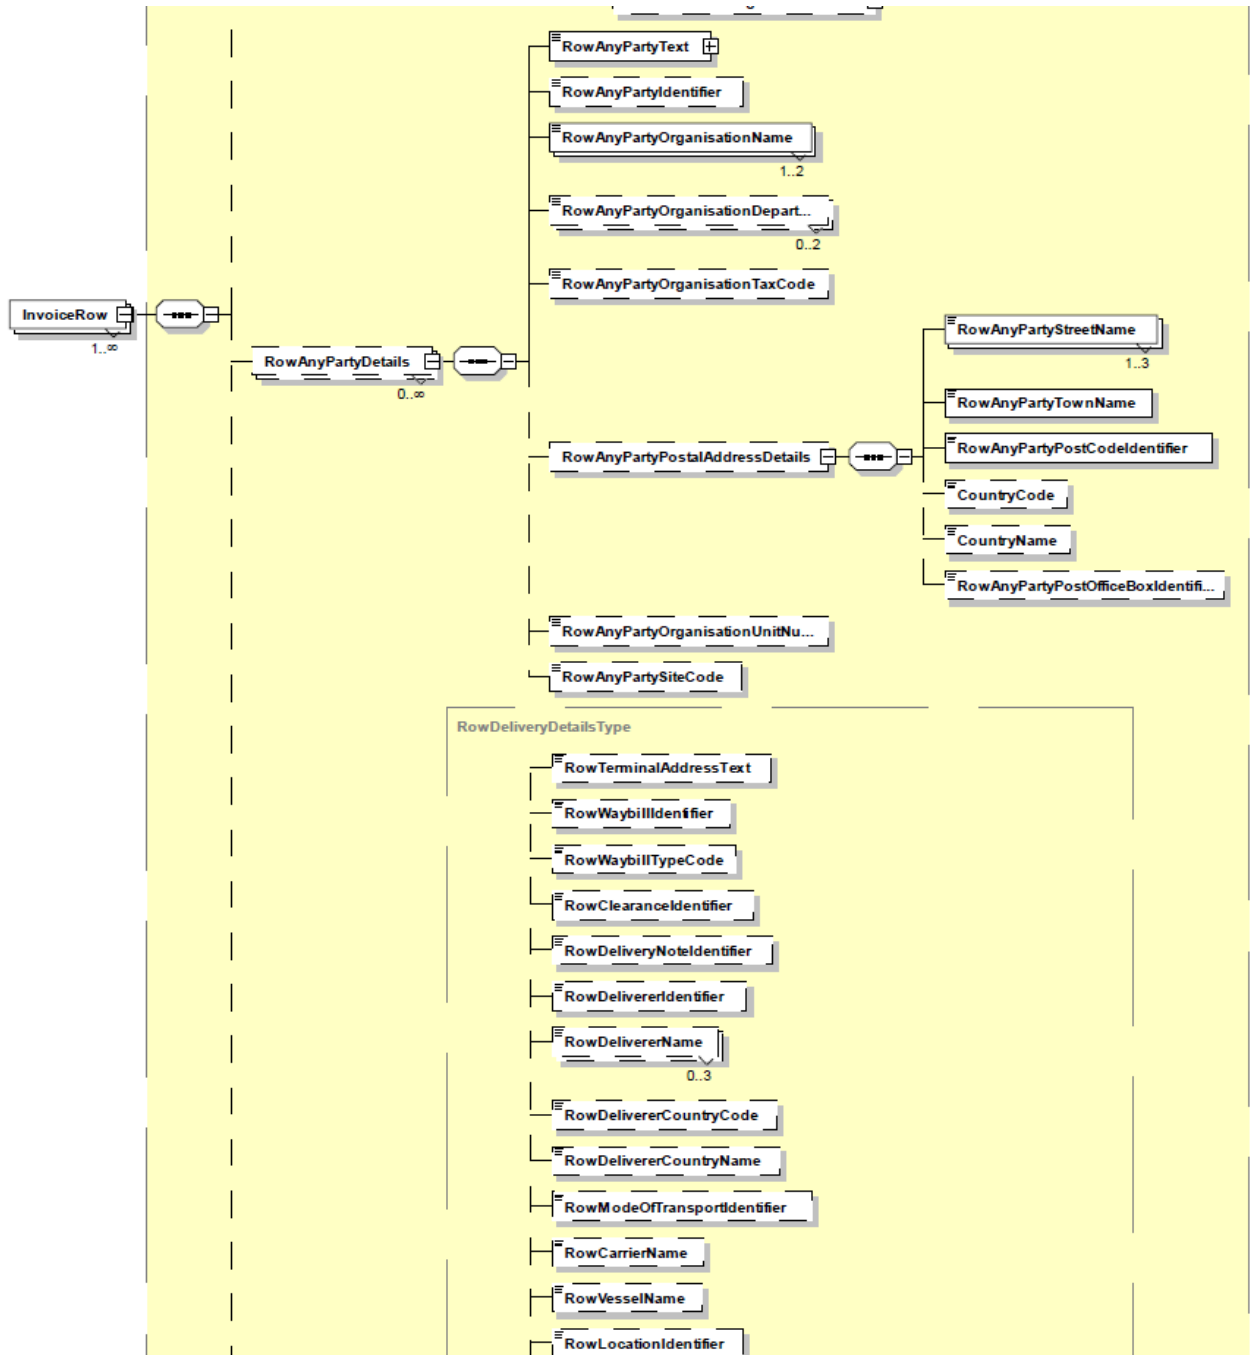 RowAnyPartyText
RowAnyPartyIdentifier
RowAnyPartyOrganisationName
1..2
RowAnyPartyOrganisationDepart...
0..2
RowAnyPartyOrganisationTaxCode
InvoiceRow
1..∞
RowAnyPartyDetails
0..∞
RowAnyPartyStreetName
1..3
RowAnyPartyTownName
RowAnyPartyPostCodeIdentifier
RowAnyPartyPostalAddressDetails
CountryCode
CountryName
RowAnyPartyPostOfficeBoxIdentifi...
RowAnyPartyOrganisationUnitNu...
RowAnyPartySiteCode
RowDeliveryDetailsType
RowTerminalAddressText
RowWaybillIdentifier
RowWaybillTypeCode
RowClearanceIdentifier
RowDeliveryNoteIdentifier
RowDelivererIdentifier
RowDelivererName
0..3
RowDelivererCountryCode
RowDelivererCountryName
RowModeOfTransportIdentifier
RowCarrierName
RowVesselName
RowLocationIdentifier